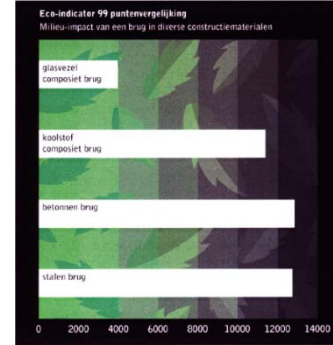 Eco-indicator 99 puntenvergelijking
Milieu-impact van een brug in diverse constructiematerialen
glasvezel
composiet brug
koolstof
composiet brug
betonnen brug
stalen brug
0 2000 4000 6000 8000 10000 12000 14000